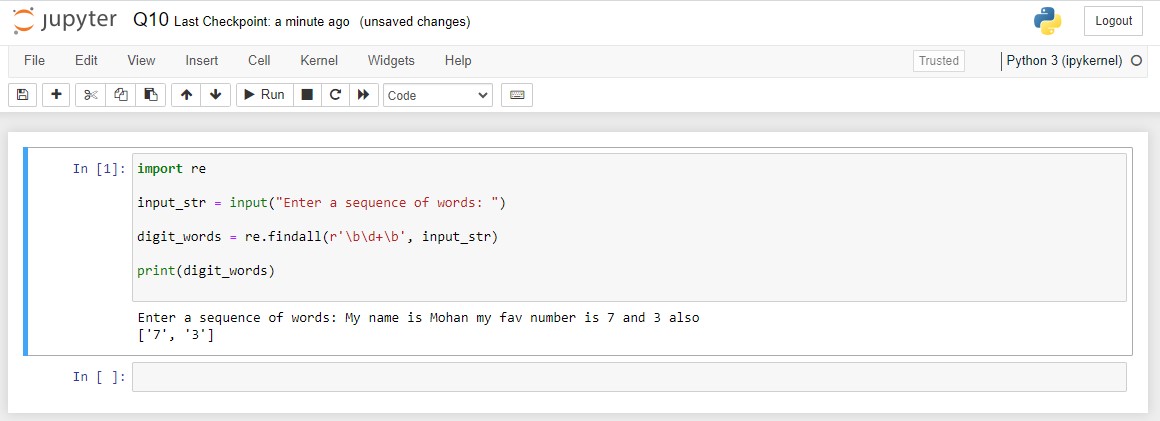 jupyter Q10 Last Checkpoint: a minute ago (unsaved changes) Logout
File Edit View Insert Cell Kernel Widgets Help Trusted Python 3 (ipykernel)
Run Code
In [1]: import re
input_str = input("Enter a sequence of words: ")
digit_words = re.findall(r'\b\d+\b', input_str)
print(digit_words)
Enter a sequence of words: My name is Mohan my fav number is 7 and 3 also
['7', '3']
In [ ]: